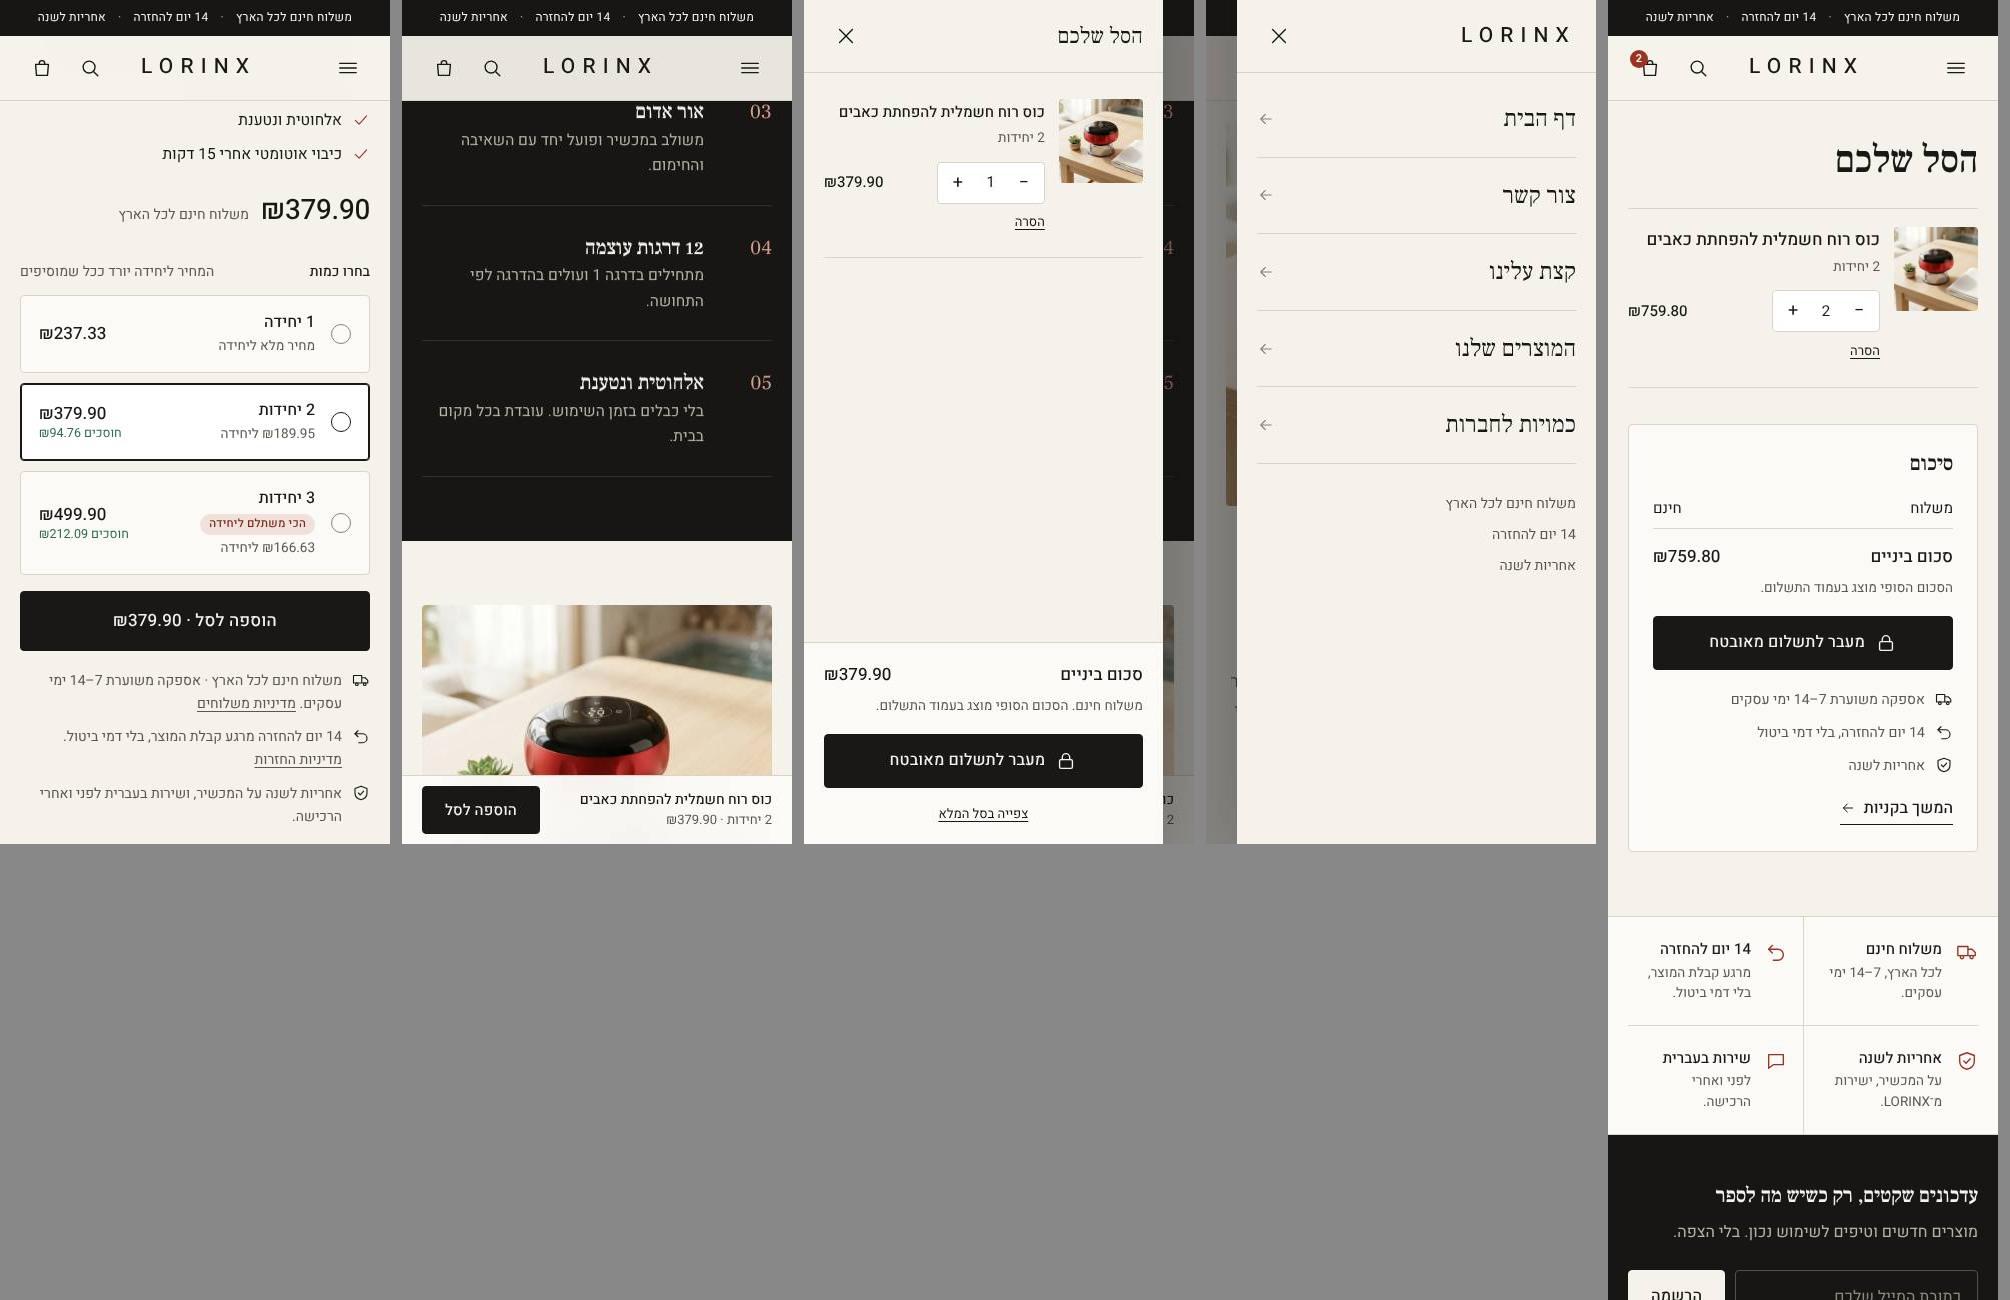 משלוח חינם לכל הארץ · 14 יום להחזרה · אחריות לשנה
LORINX
אלחוטית ונטענת
כיבוי אוטומטי אחרי 15 דקות
₪379.90 משלוח חינם לכל הארץ
בחרו כמות
המחיר ליחידה יורד ככל שמוסיפים
1 יחידה
מחיר מלא ליחידה
₪237.33
2 יחידות
₪189.95 ליחידה
₪379.90
חוסכים ₪94.76
3 יחידות
הכי משתלם ליחידה
₪166.63 ליחידה
₪499.90
חוסכים ₪212.09
הוספה לסל · ₪379.90
משלוח חינם לכל הארץ · אספקה משוערת 7–14 ימי
עסקים. מדיניות משלוחים
14 יום להחזרה מרגע קבלת המוצר, בלי דמי ביטול.
מדיניות החזרות
אחריות לשנה על המכשיר, ושירות בעברית לפני ואחרי
הרכישה.
משלוח חינם לכל הארץ · 14 יום להחזרה · אחריות לשנה
LORINX
03 אור אדום
משולב במכשיר ופועל יחד עם השאיבה
והחימום.
04 12 דרגות עוצמה
מתחילים בדרגה 1 ועולים בהדרגה לפי
התחושה.
05 אלחוטית ונטענת
בלי כבלים בזמן השימוש. עובדת בכל מקום
בבית.
כוס רוח חשמלית להפחתת כאבים
2 יחידות · ₪379.90
הוספה לסל
הסל שלכם
כוס רוח חשמלית להפחתת כאבים
2 יחידות
− 1 +
₪379.90
הסרה
סכום ביניים ₪379.90
משלוח חינם. הסכום הסופי מוצג בעמוד התשלום.
מעבר לתשלום מאובטח
צפייה בסל המלא
3
4
5
2
LORINX
דף הבית
צור קשר
קצת עלינו
המוצרים שלנו
כמויות לחברות
משלוח חינם לכל הארץ
14 יום להחזרה
אחריות לשנה
משלוח חינם לכל הארץ · 14 יום להחזרה · אחריות לשנה
LORINX
2
הסל שלכם
כוס רוח חשמלית להפחתת כאבים
2 יחידות
− 2 +
₪759.80
הסרה
סיכום
משלוח חינם
סכום ביניים ₪759.80
הסכום הסופי מוצג בעמוד התשלום.
מעבר לתשלום מאובטח
אספקה משוערת 7–14 ימי עסקים
14 יום להחזרה, בלי דמי ביטול
אחריות לשנה
המשך בקניות
משלוח חינם
לכל הארץ, 7–14 ימי
עסקים.
14 יום להחזרה
מרגע קבלת המוצר,
בלי דמי ביטול.
אחריות לשנה
על המכשיר, ישירות
מ־LORINX.
שירות בעברית
לפני ואחרי
הרכישה.
עדכונים שקטים, רק כשיש מה לספר
מוצרים חדשים וטיפים לשימוש נכון. בלי הצפה.
כתובת המייל שלכם
הרשמה